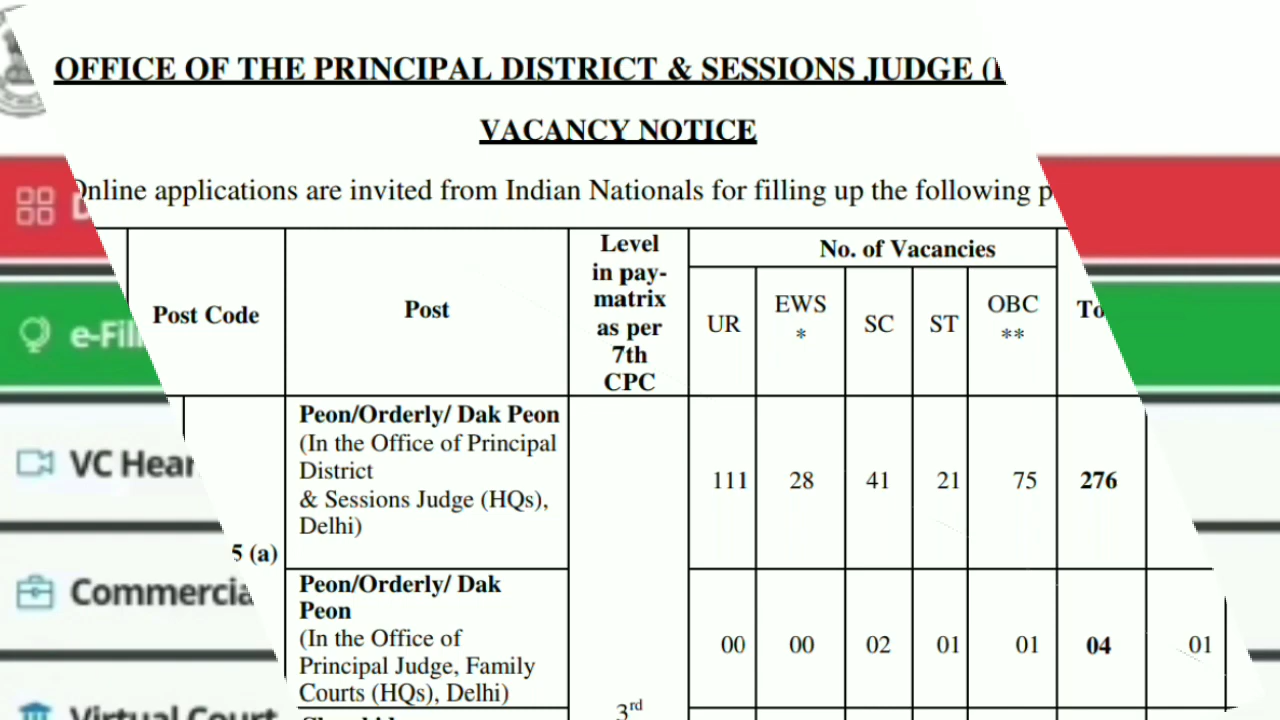 OFFICE OF THE PRINCIPAL DISTRICT & SESSIONS JUDGE (
VACANCY NOTICE
Online applications are invited from Indian Nationals for filling up the following p
Post Code
Post
Level
in pay-
matrix
as per
7th
CPC
No. of Vacancies
UR
EWS
*
SC
ST
OBC
**
To
5 (a)
Peon/Orderly/ Dak Peon
(In the Office of Principal
District
& Sessions Judge (HQs),
Delhi)
111 28 41 21 75 276
Peon/Orderly/ Dak
Peon
(In the Office of
Principal Judge, Family
Courts (HQs), Delhi)
00 00 02 01 01 04 01
3rd
e-Fil
VC Hear
Commercia
Virtual Court